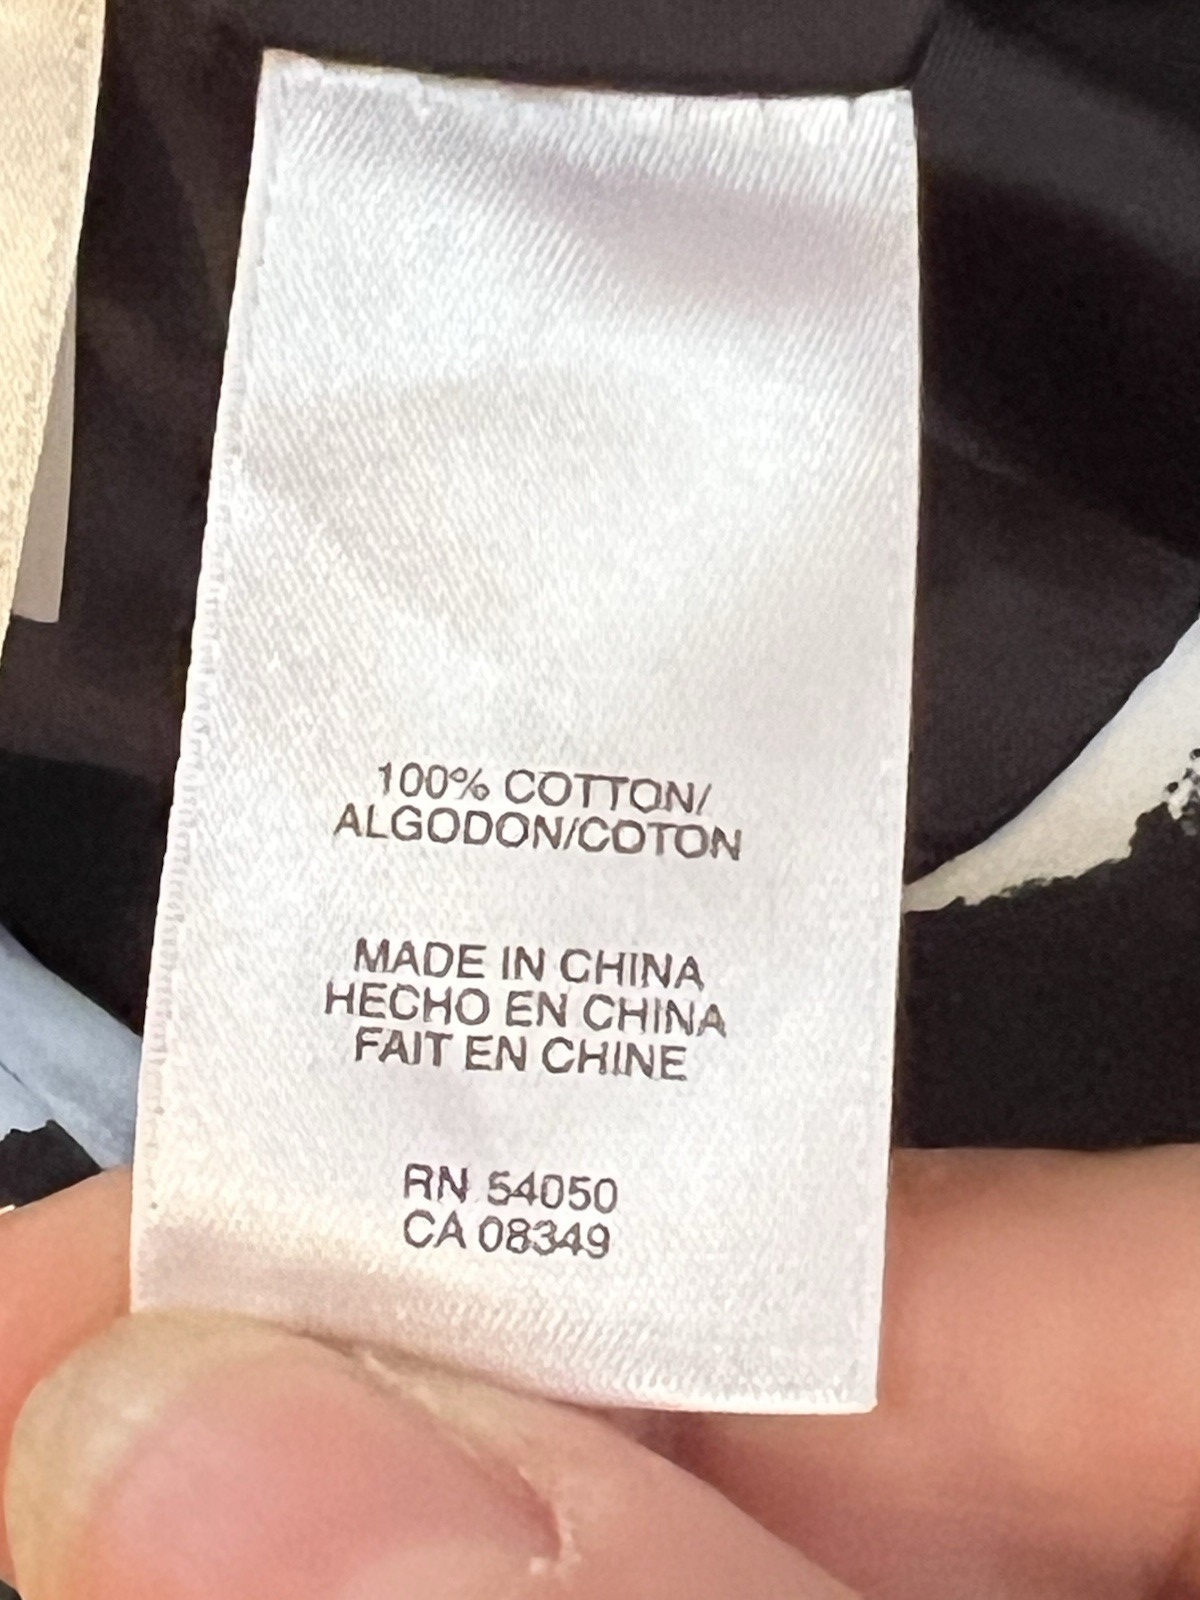 100% COTTON/
ALGODON/COTON
MADE IN CHINA
HECHO EN CHINA
FAIT EN CHINE
RN 54050
CA 08349